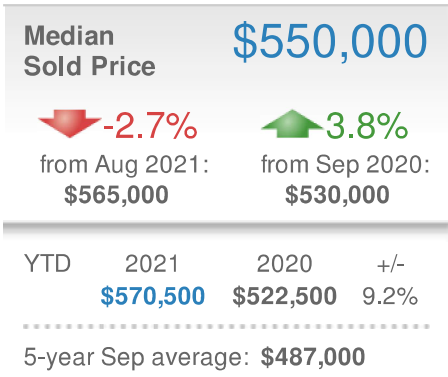 Median $550,000
Sold Price
-2.7% 3.8%
from Aug 2021: from Sep 2020:
$565,000 $530,000
YTD 2021 2020 +/-
$570,500 $522,500 9.2%
5-year Sep average: $487,000